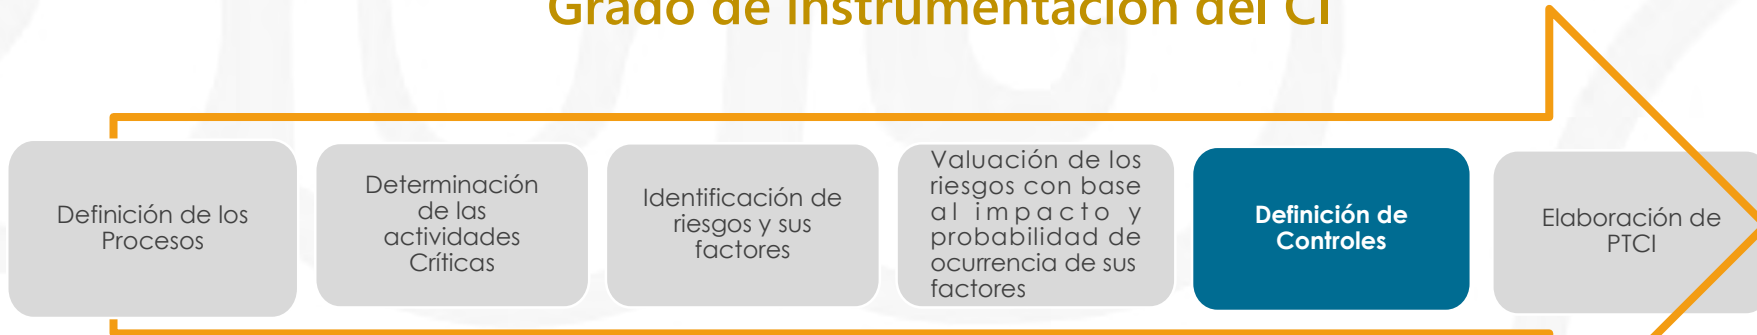 Grado de Instrumentación del CI
Definición de los
Procesos
Determinación
de las
actividades
Críticas
Identificación de
riesgos y sus
factores
Valuación de los
riesgos con base
al impacto y
probabilidad de
ocurrencia de sus
factores
Definición de
Controles
Elaboración de
PTCI